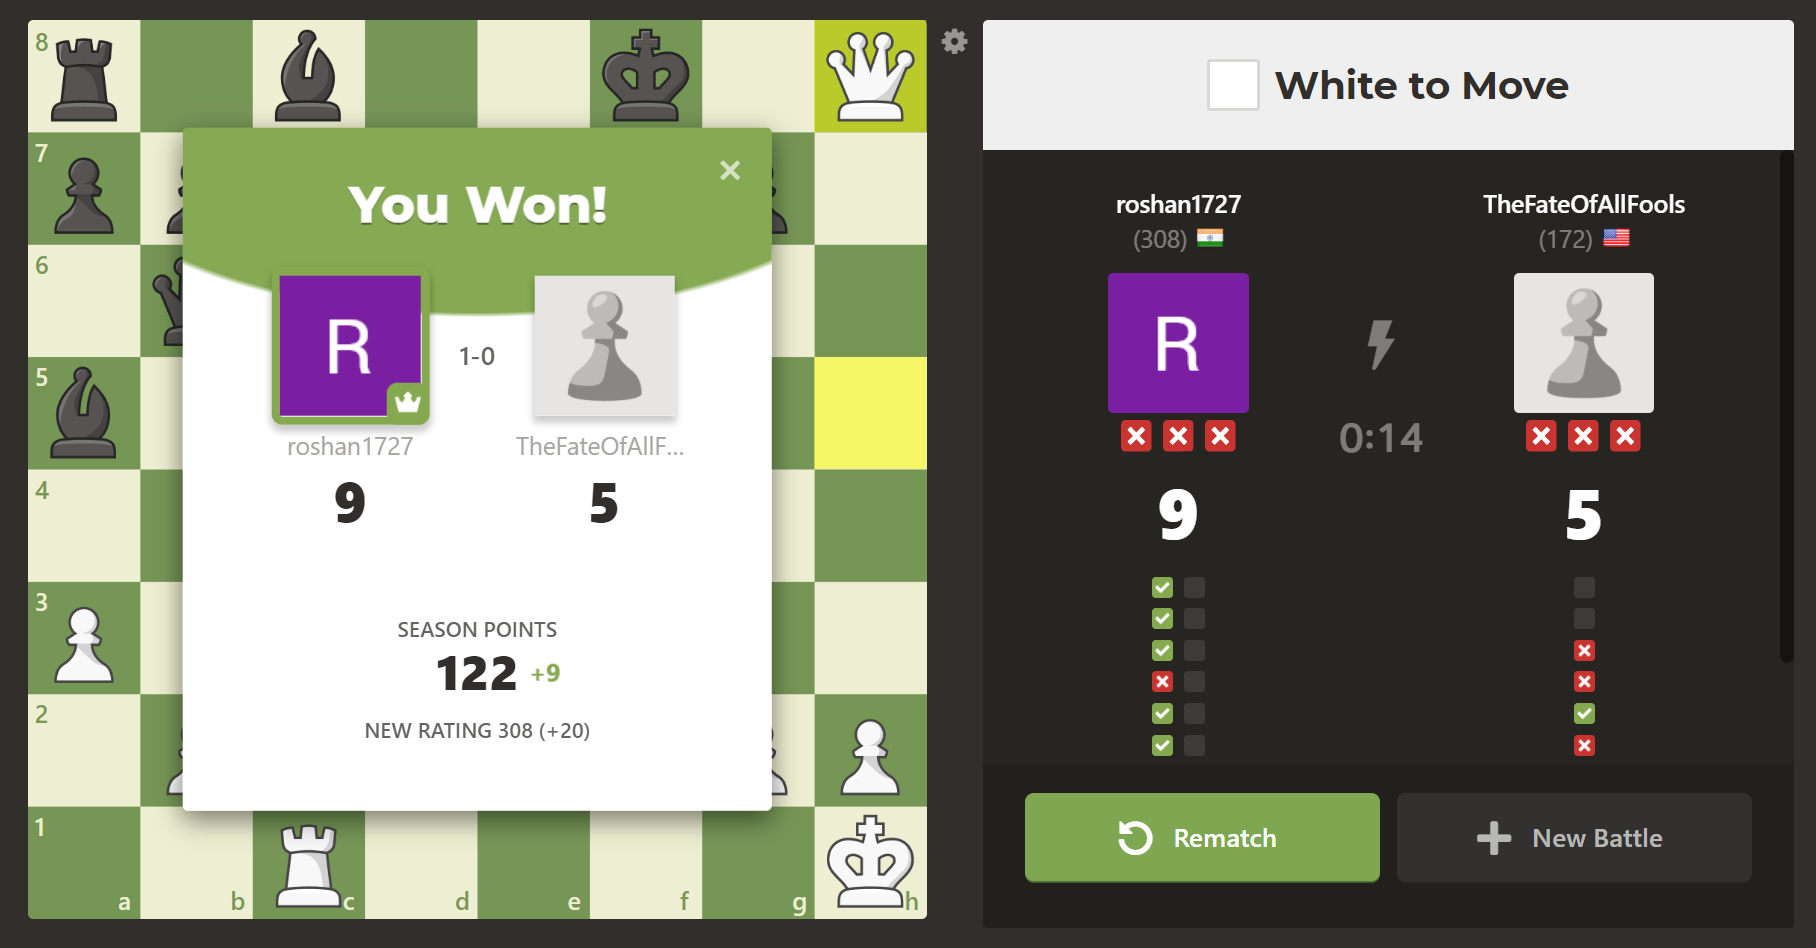 8
7
6
5
4
3
2
1
a b c d e f g h
You Won!
R
1-0
roshan1727
TheFateOfAllF...
9
5
SEASON POINTS
122 +9
NEW RATING 308 (+20)
White to Move
roshan1727
(308)
TheFateOfAllFools
(172)
R
0:14
9
5
Rematch
New Battle